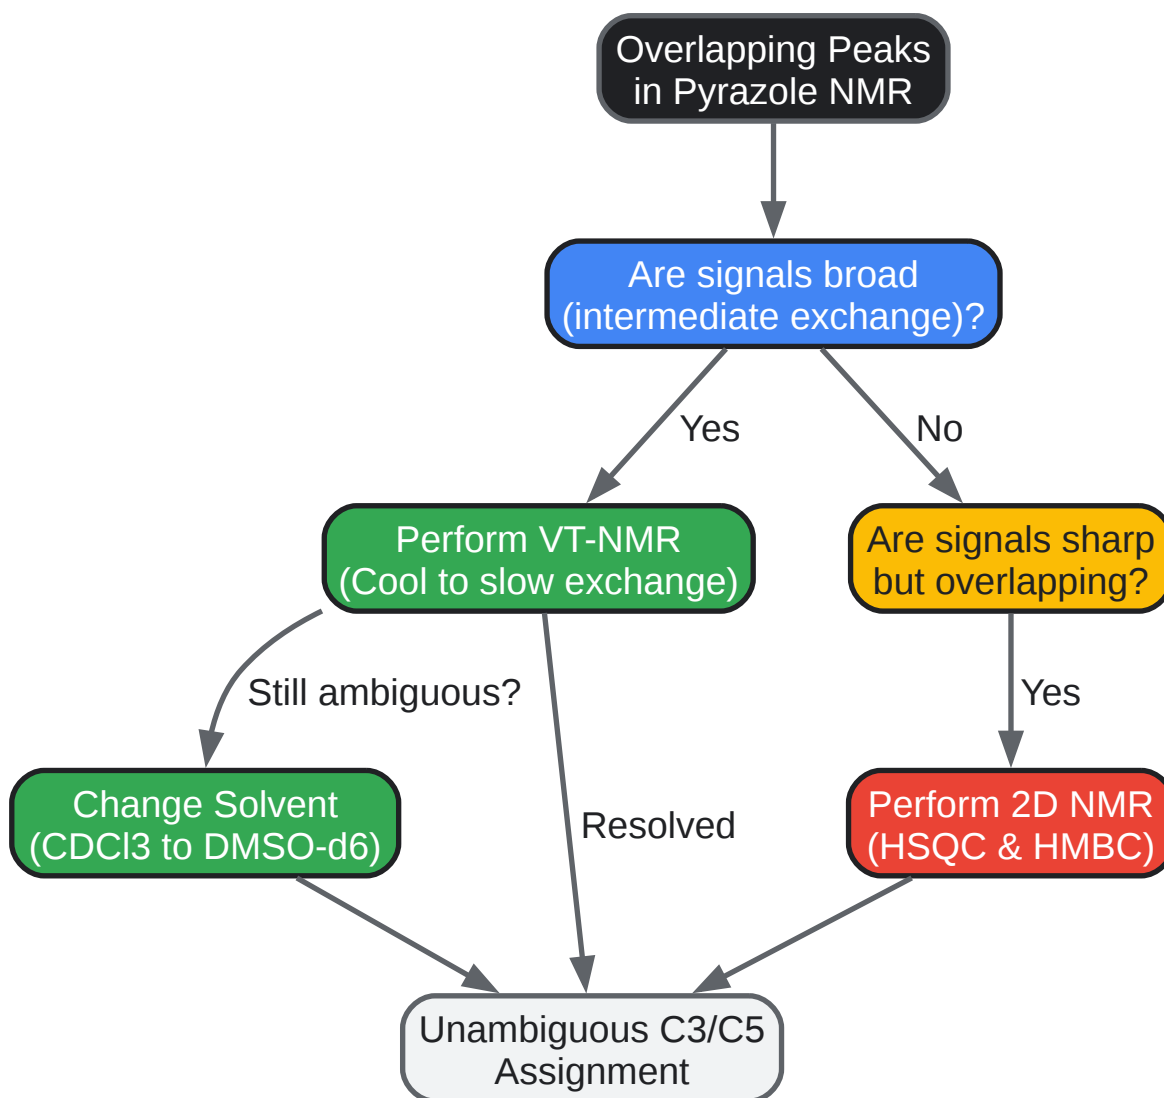 Overlapping Peaks
in Pyrazole NMR
Are signals broad
(intermediate exchange)?
Yes
No
Perform VT-NMR
(Cool to slow exchange)
Are signals sharp
but overlapping?
Still ambiguous?
Yes
Change Solvent
(CDCl3 to DMSO-d6)
Resolved
Perform 2D NMR
(HSQC & HMBC)
Unambiguous C3/C5
Assignment